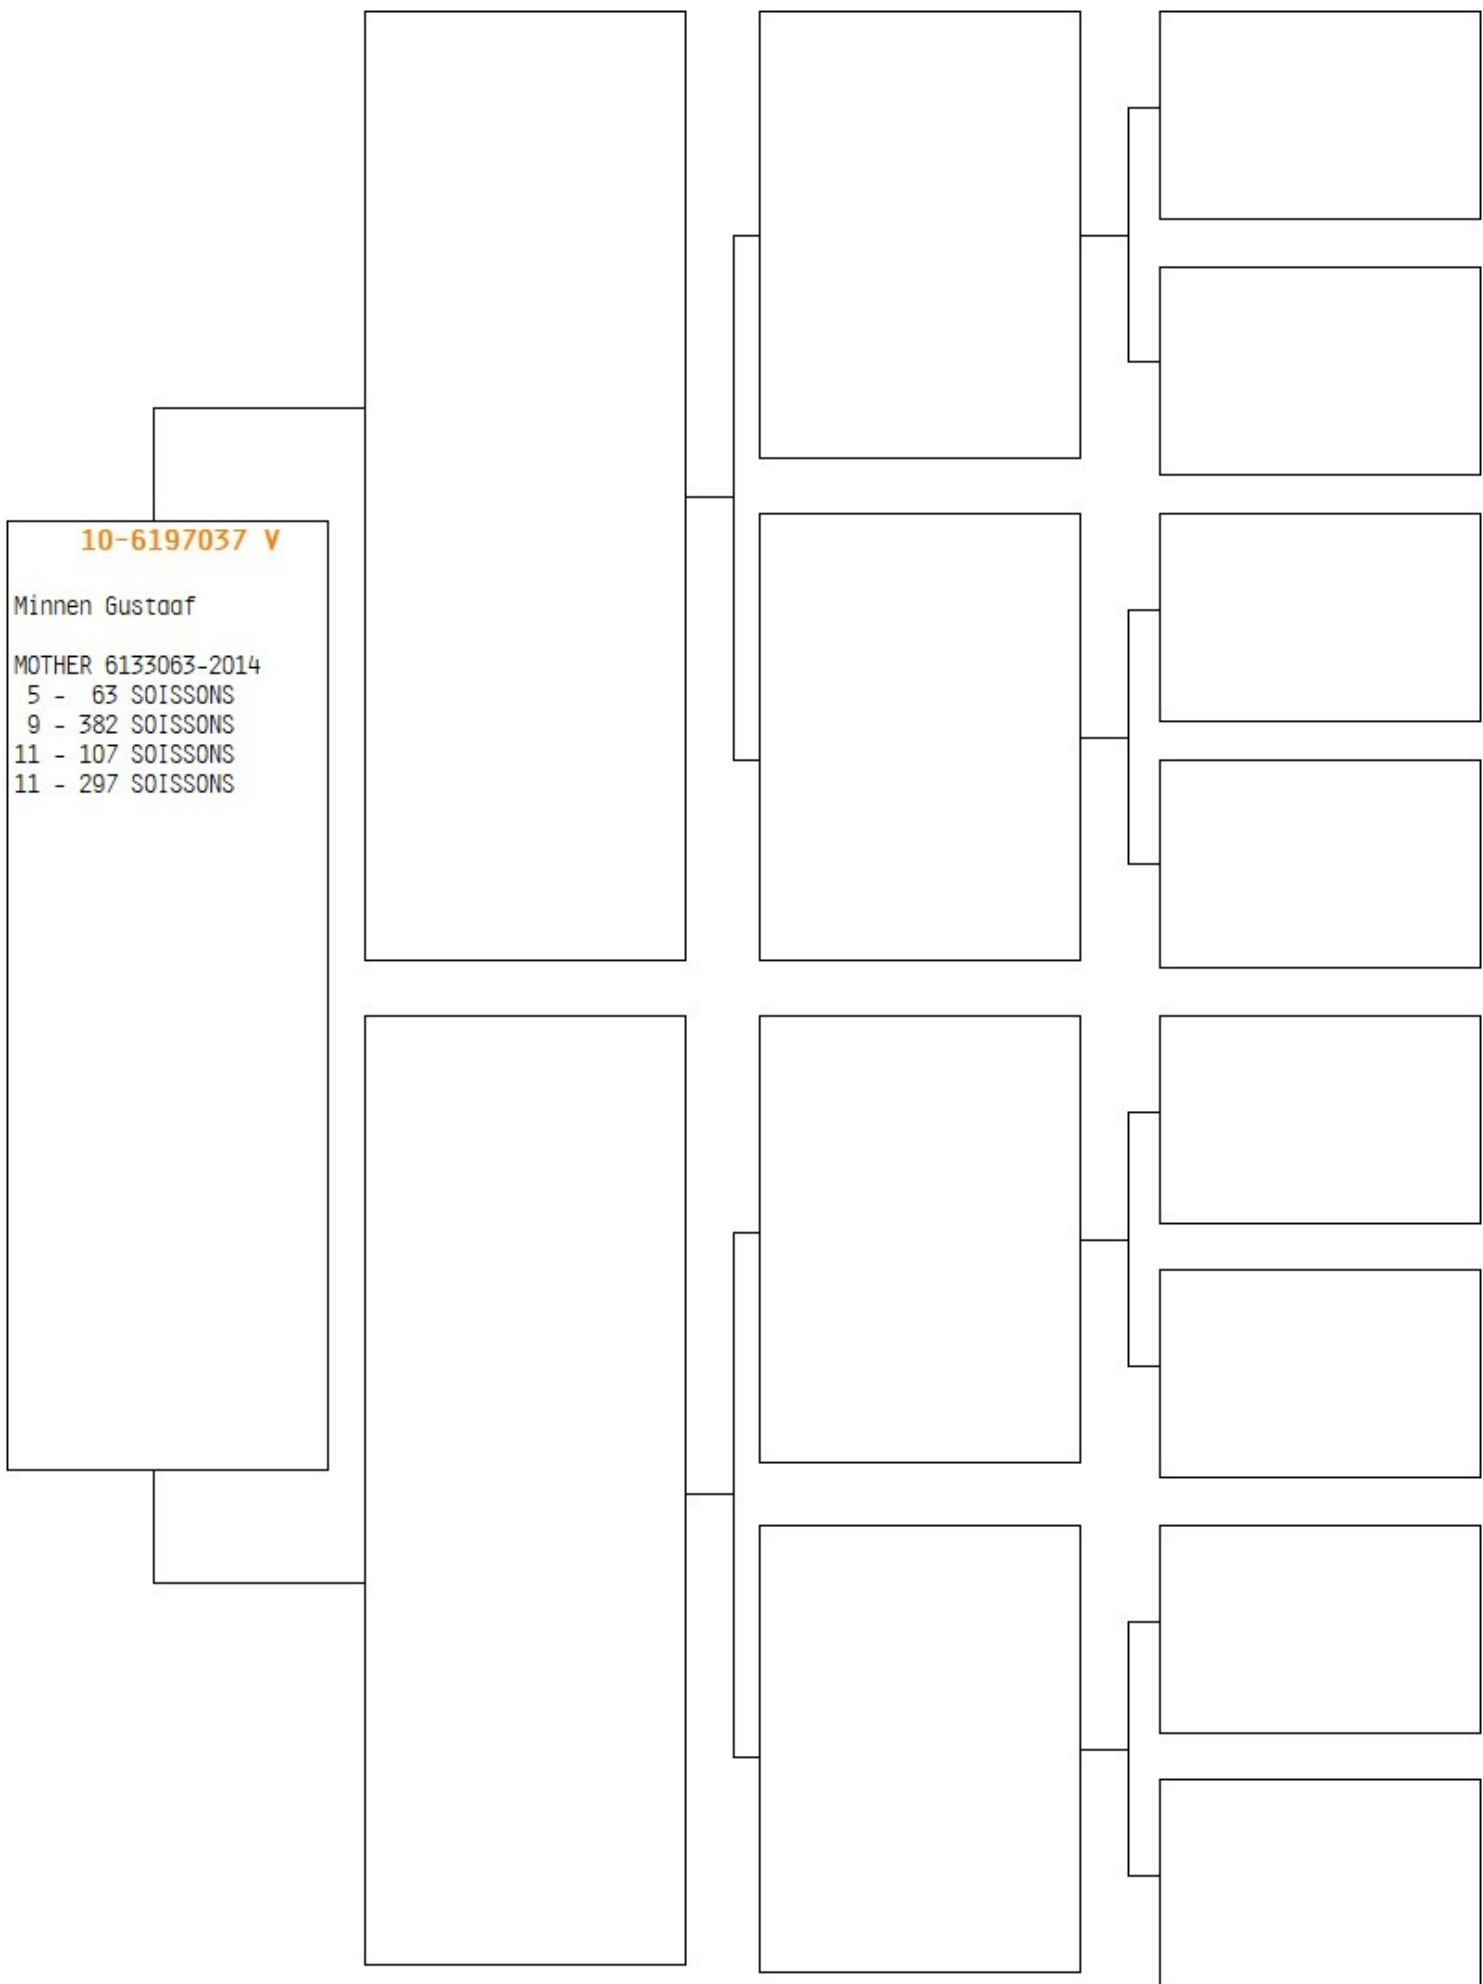 10-6197037 V
Minnen Gustaaf
MOTHER 6133063-2014
5 - 63 SOISSONS
9 - 382 SOISSONS
11 - 107 SOISSONS
11 - 297 SOISSONS